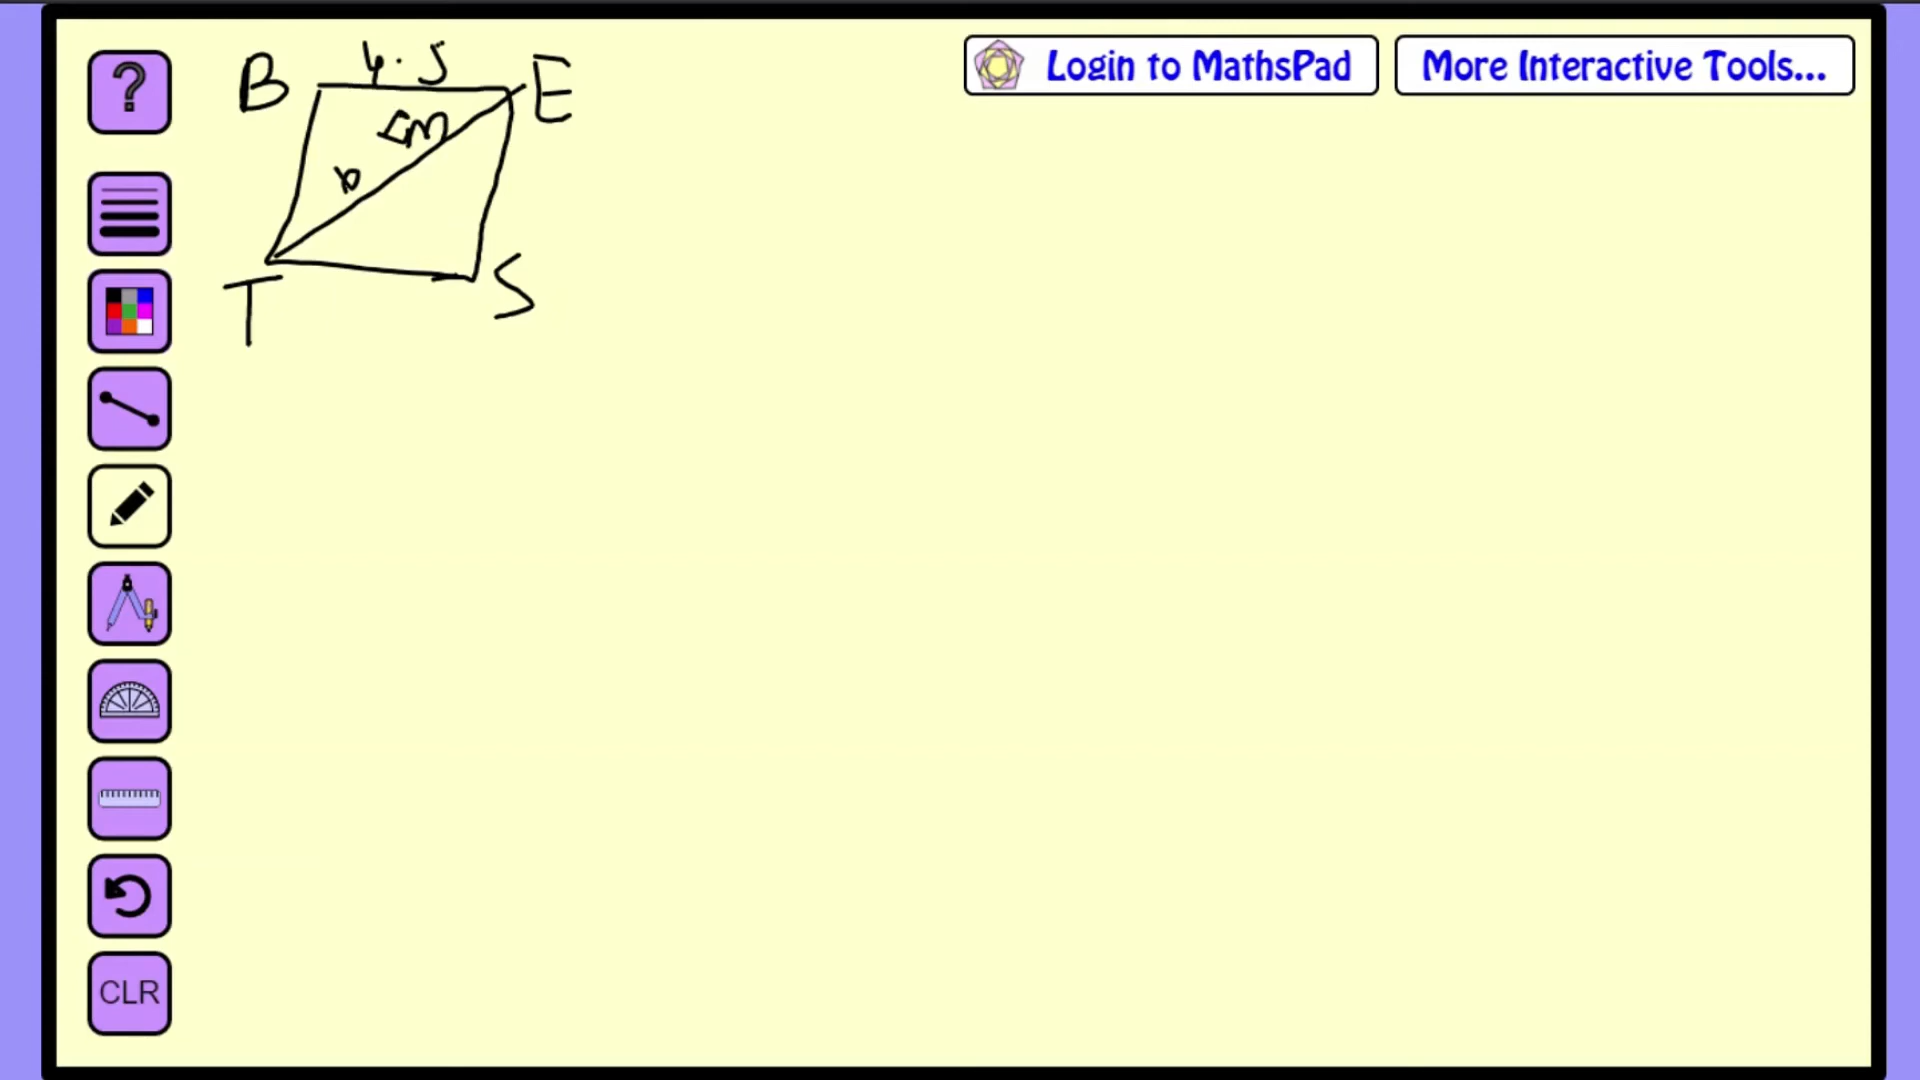 ? Login to MathsPad More Interactive Tools...
B 4.5 E
cm
6
T S
CLR